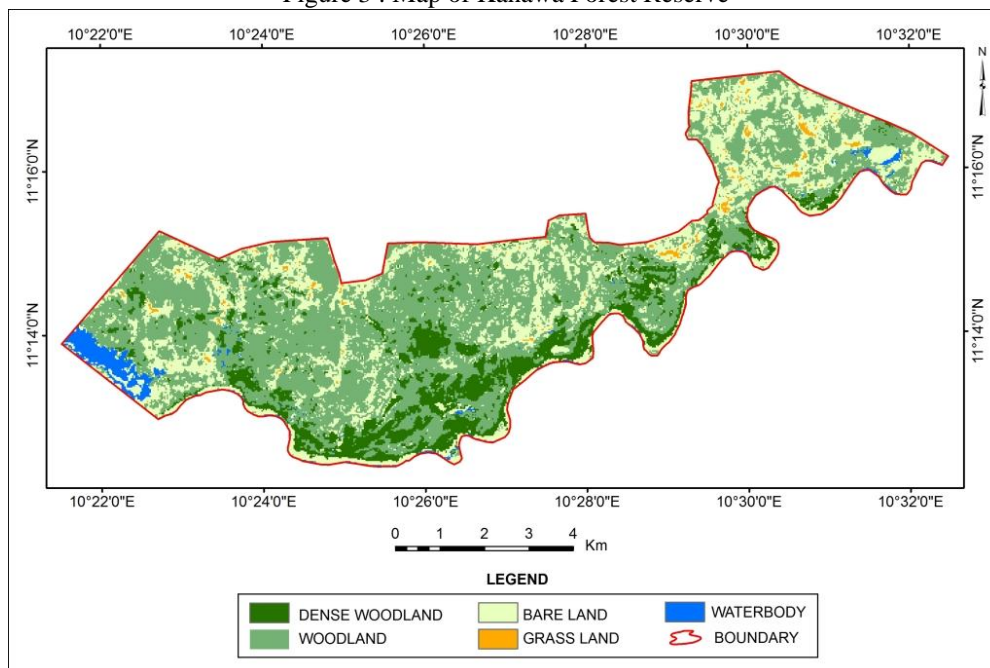 Figure 3 : Map of Kanawa Forest Reserve
10°22'0"E 10°24'0"E 10°26'0"E 10°28'0"E 10°30'0"E 10°32'0"E
N
11°16'0"N 11°16'0"N
11°14'0"N 11°14'0"N
10°22'0"E 10°24'0"E 10°26'0"E 10°28'0"E 10°30'0"E 10°32'0"E
0 1 2 3 4
Km
LEGEND
DENSE WOODLAND BARE LAND WATERBODY
WOODLAND GRASS LAND BOUNDARY